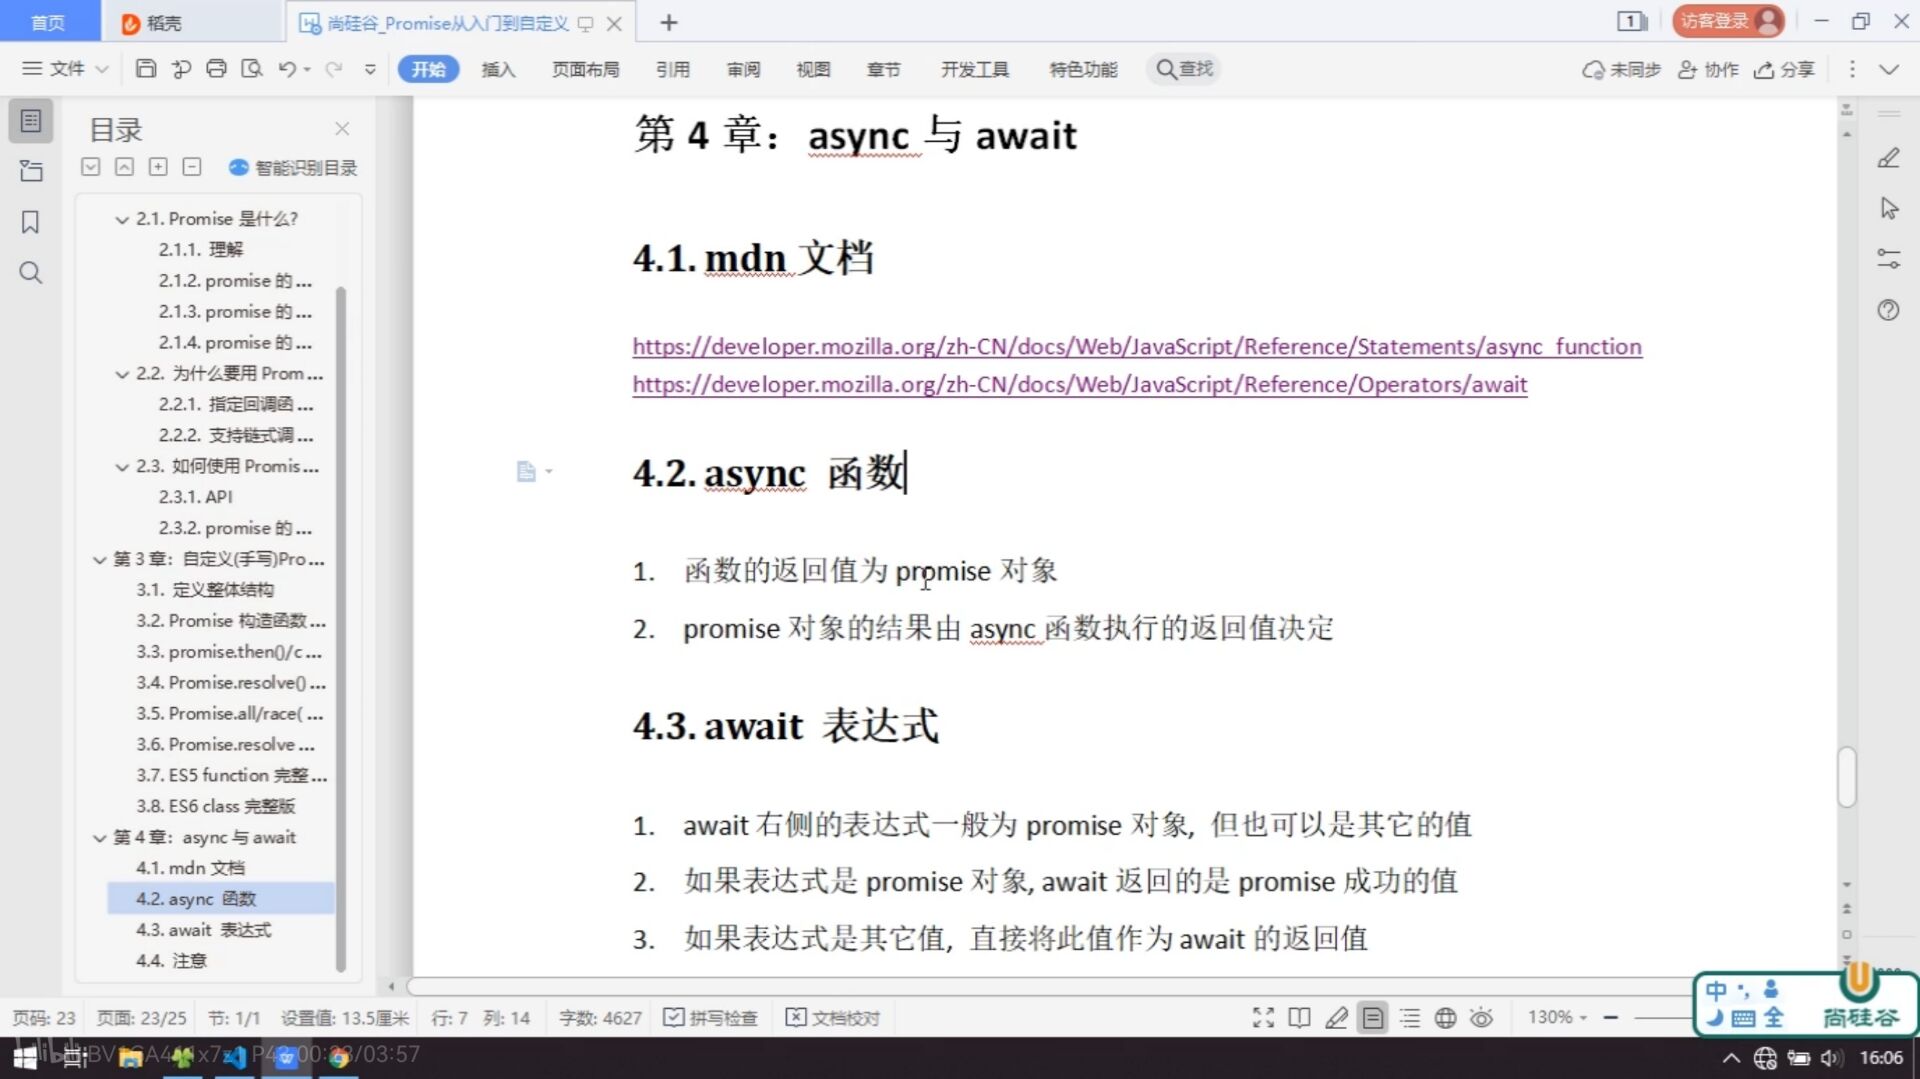 首页
稻壳
尚硅谷_Promise从入门到自定义
1
访客登录
文件
开始
插入
页面布局
引用
审阅
视图
章节
开发工具
特色功能
查找
未同步
协作
分享
目录
智能识别目录
2.1. Promise 是什么?
2.1.1. 理解
2.1.2. promise 的 ...
2.1.3. promise 的 ...
2.1.4. promise 的 ...
2.2. 为什么要用 Prom ...
2.2.1. 指定回调函 ...
2.2.2. 支持链式调 ...
2.3. 如何使用 Promis ...
2.3.1. API
2.3.2. promise 的 ...
第 3 章：自定义(手写)Pro ...
3.1. 定义整体结构
3.2. Promise 构造函数 ...
3.3. promise.then()/c ...
3.4. Promise.resolve() ...
3.5. Promise.all/race( ...
3.6. Promise.resolve ...
3.7. ES5 function 完整 ...
3.8. ES6 class 完整版
第 4 章：async 与 await
4.1. mdn 文档
4.2. async 函数
4.3. await 表达式
4.4. 注意
第 4 章：async 与 await
4.1. mdn 文档
https://developer.mozilla.org/zh-CN/docs/Web/JavaScript/Reference/Statements/async_function
https://developer.mozilla.org/zh-CN/docs/Web/JavaScript/Reference/Operators/await
4.2. async 函数
1. 函数的返回值为 promise 对象
2. promise 对象的结果由 async 函数执行的返回值决定
4.3. await 表达式
1. await 右侧的表达式一般为 promise 对象, 但也可以是其它的值
2. 如果表达式是 promise 对象, await 返回的是 promise 成功的值
3. 如果表达式是其它值, 直接将此值作为 await 的返回值
页码: 23
页面: 23/25
节: 1/1
设置值: 13.5厘米
行: 7
列: 14
字数: 4627
拼写检查
文档校对
130%
中
全
尚硅谷
/03:57
16:06